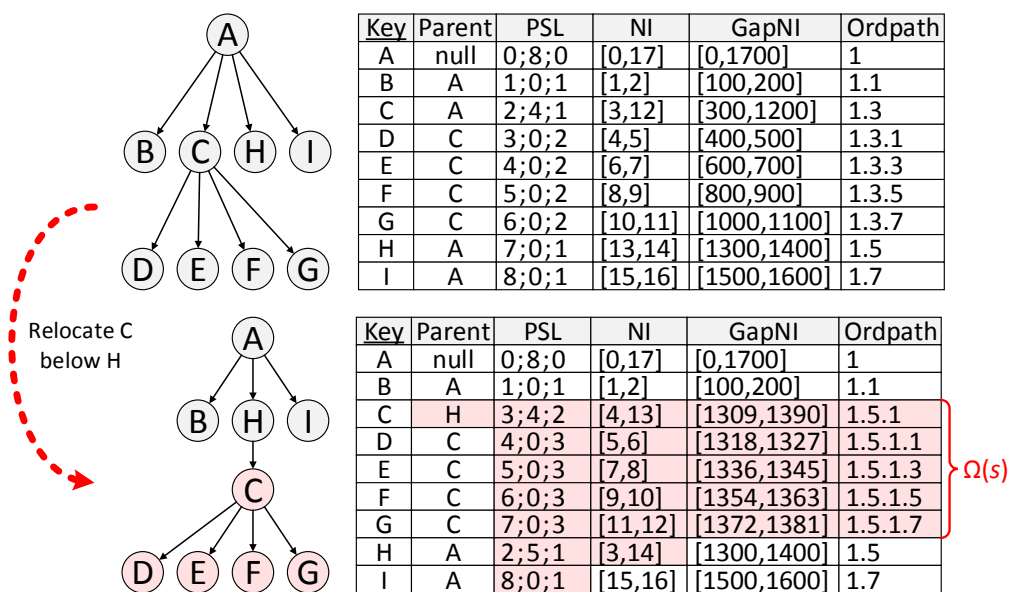 A
B C H I
D E F G
Key Parent PSL NI GapNI Ordpath
A null 0;8;0 [0,17] [0,1700] 1
B A 1;0;1 [1,2] [100,200] 1.1
C A 2;4;1 [3,12] [300,1200] 1.3
D C 3;0;2 [4,5] [400,500] 1.3.1
E C 4;0;2 [6,7] [600,700] 1.3.3
F C 5;0;2 [8,9] [800,900] 1.3.5
G C 6;0;2 [10,11] [1000,1100] 1.3.7
H A 7;0;1 [13,14] [1300,1400] 1.5
I A 8;0;1 [15,16] [1500,1600] 1.7
Relocate C
below H
A
B H I
C
D E F G
Key Parent PSL NI GapNI Ordpath
A null 0;8;0 [0,17] [0,1700] 1
B A 1;0;1 [1,2] [100,200] 1.1
C H 3;4;2 [4,13] [1309,1390] 1.5.1
D C 4;0;3 [5,6] [1318,1327] 1.5.1.1
E C 5;0;3 [7,8] [1336,1345] 1.5.1.3
F C 6;0;3 [9,10] [1354,1363] 1.5.1.5
G C 7;0;3 [11,12] [1372,1381] 1.5.1.7
H A 2;5;1 [3,14] [1300,1400] 1.5
I A 8;0;1 [15,16] [1500,1600] 1.7
Ω(s)